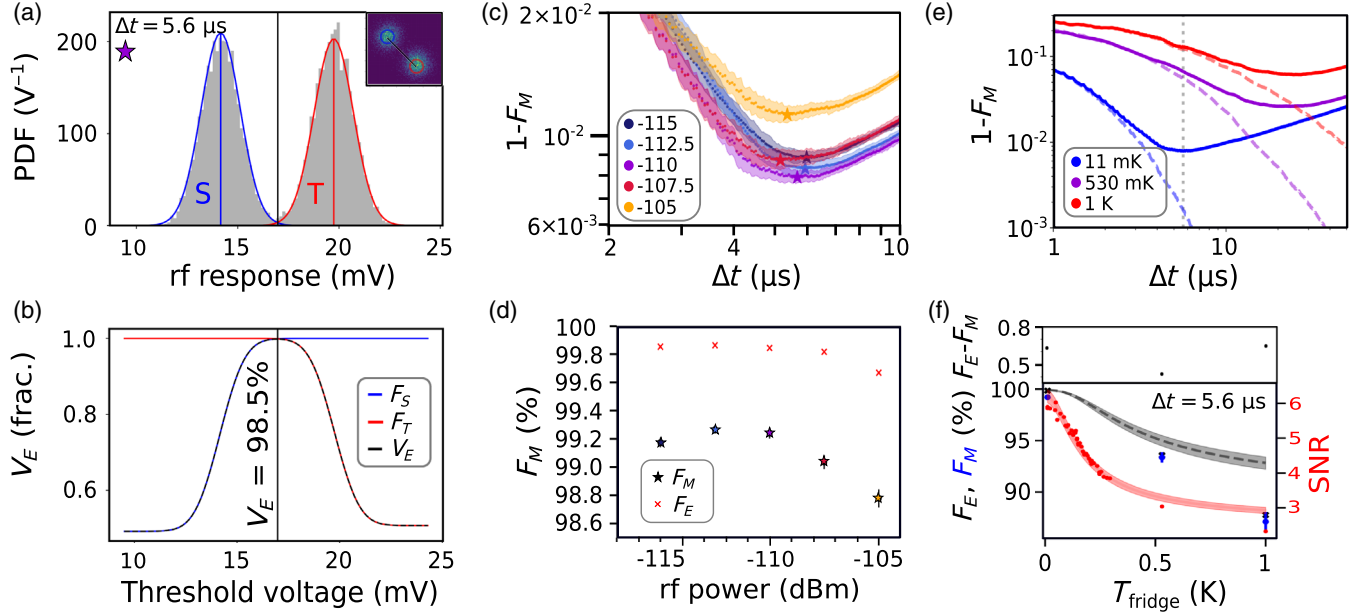 (a)
Δt = 5.6 μs
PDF (V⁻¹)
200
100
0
S
T
10
15
20
25
rf response (mV)
(b)
V_E (frac.)
1.0
0.8
0.6
V_E = 98.5%
F_S
F_T
V_E
10
15
20
25
Threshold voltage (mV)
(c)
1-F_M
2×10⁻²
10⁻²
6×10⁻³
-115
-112.5
-110
-107.5
-105
2
4
10
Δt (μs)
(d)
F_M (%)
100
99.8
99.6
99.4
99.2
99.0
98.8
98.6
F_M
F_E
-115
-110
-105
rf power (dBm)
(e)
1-F_M
10⁻¹
10⁻²
10⁻³
11 mK
530 mK
1 K
1
10
Δt (μs)
(f)
F_E-F_M
0.8
0.5
F_E, F_M (%)
100
95
90
Δt = 5.6 μs
6
5
4
3
SNR
0
0.5
1
T_fridge (K)